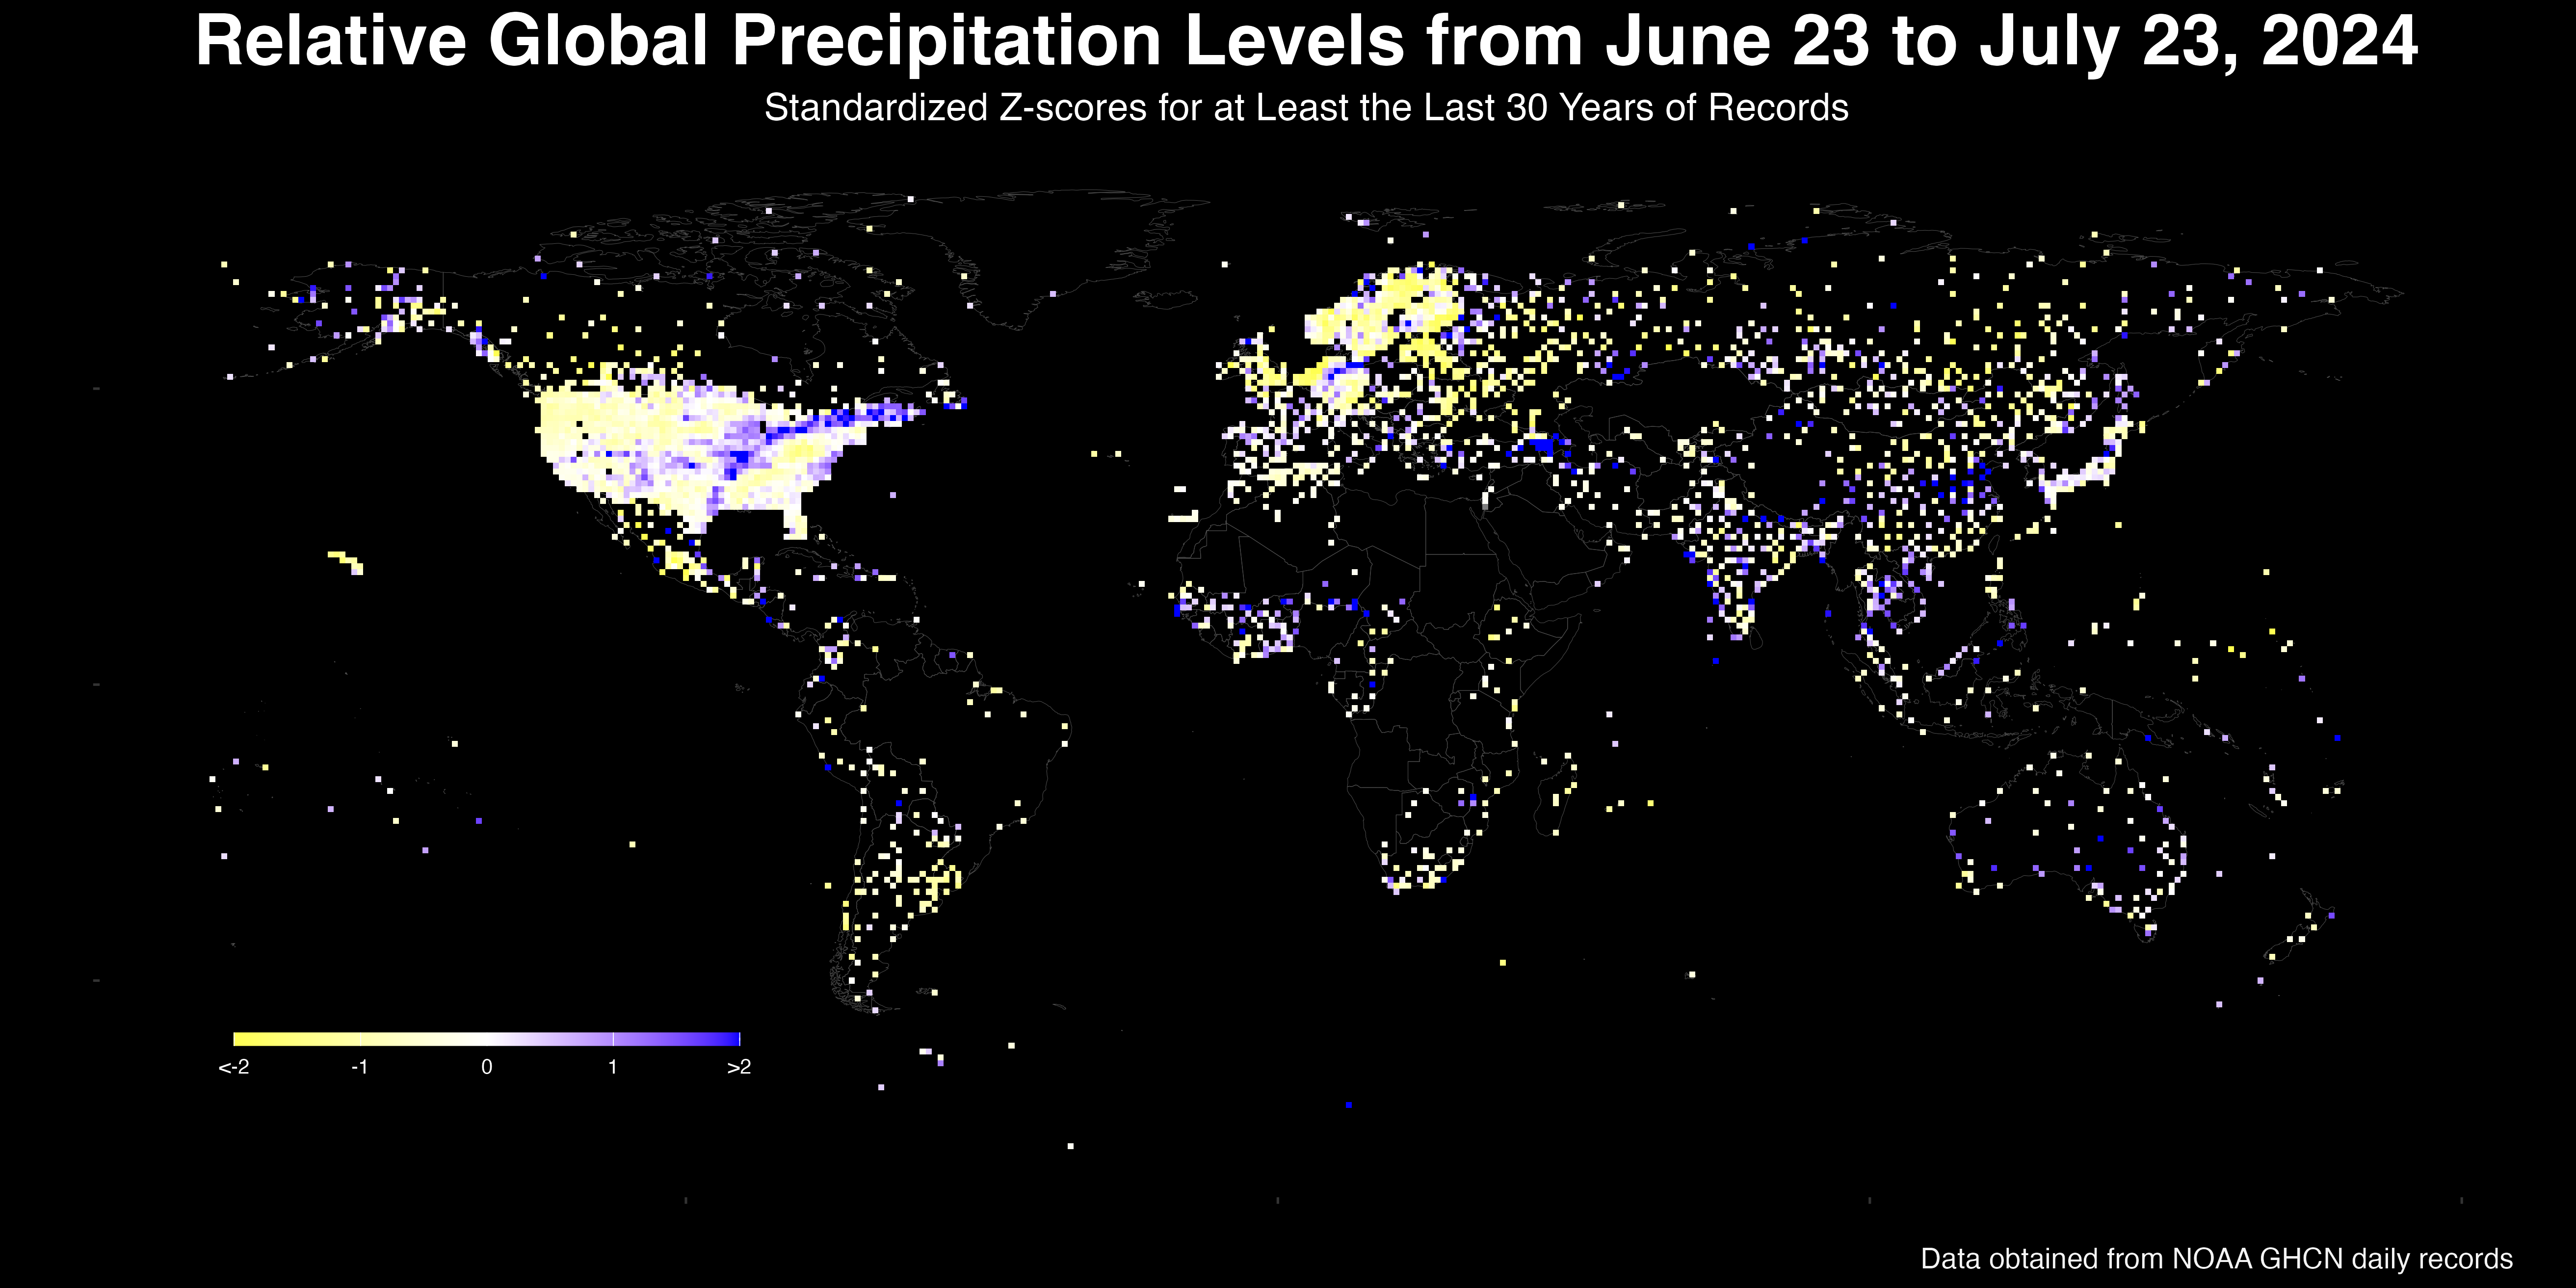 Relative Global Precipitation Levels from June 23 to July 23, 2024
Standardized Z-scores for at Least the Last 30 Years of Records
<-2 -1 0 1 >2
Data obtained from NOAA GHCN daily records